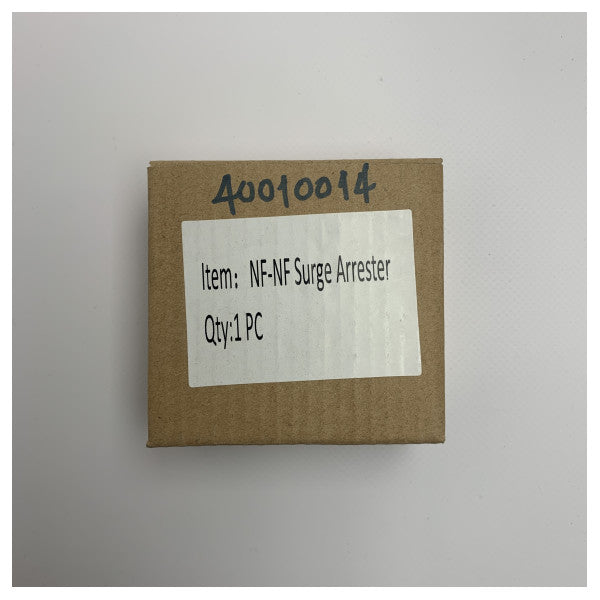 40010014
Item: NF-NF Surge Arrester
Qty:1 PC